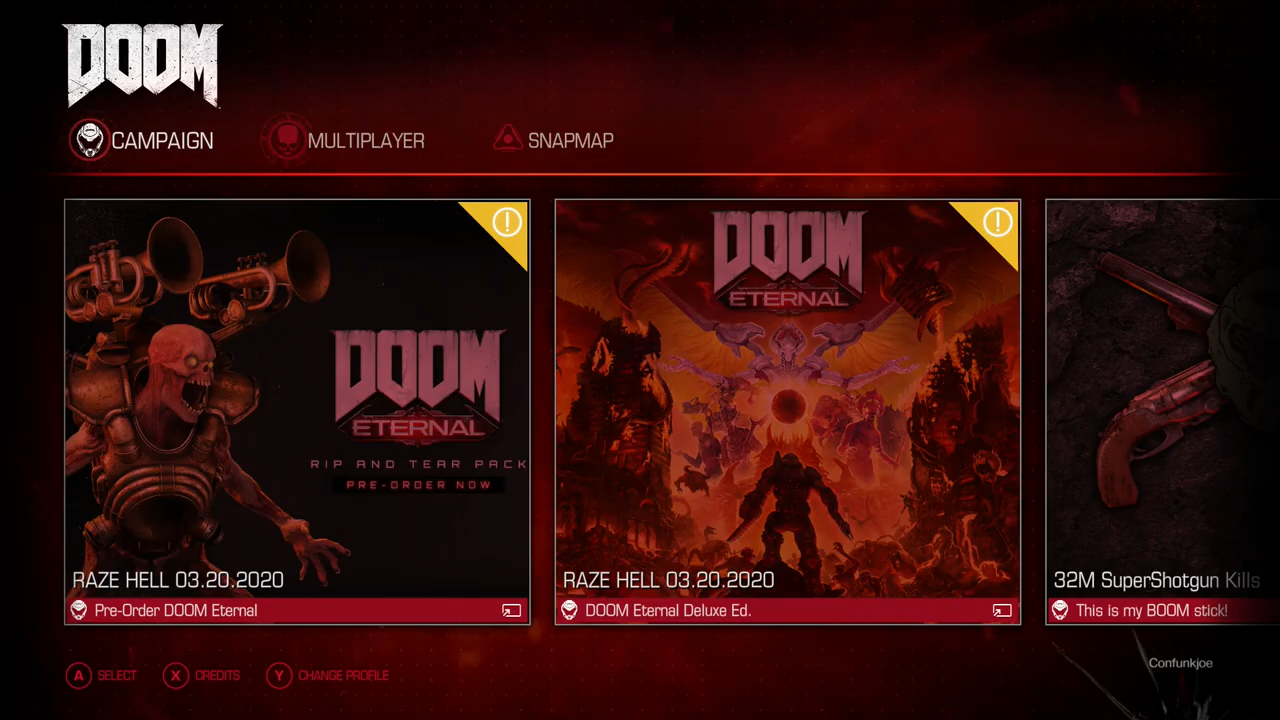 DOOM
CAMPAIGN
MULTIPLAYER
SNAPMAP
DOOM
ETERNAL
RIP AND TEAR PACK
PRE-ORDER NOW
RAZE HELL 03.20.2020
Pre-Order DOOM Eternal
DOOM
ETERNAL
RAZE HELL 03.20.2020
DOOM Eternal Deluxe Ed.
32M SuperShotgun Kills
This is my BOOM stick!
A SELECT
X CREDITS
Y CHANGE PROFILE
Confunkjoe